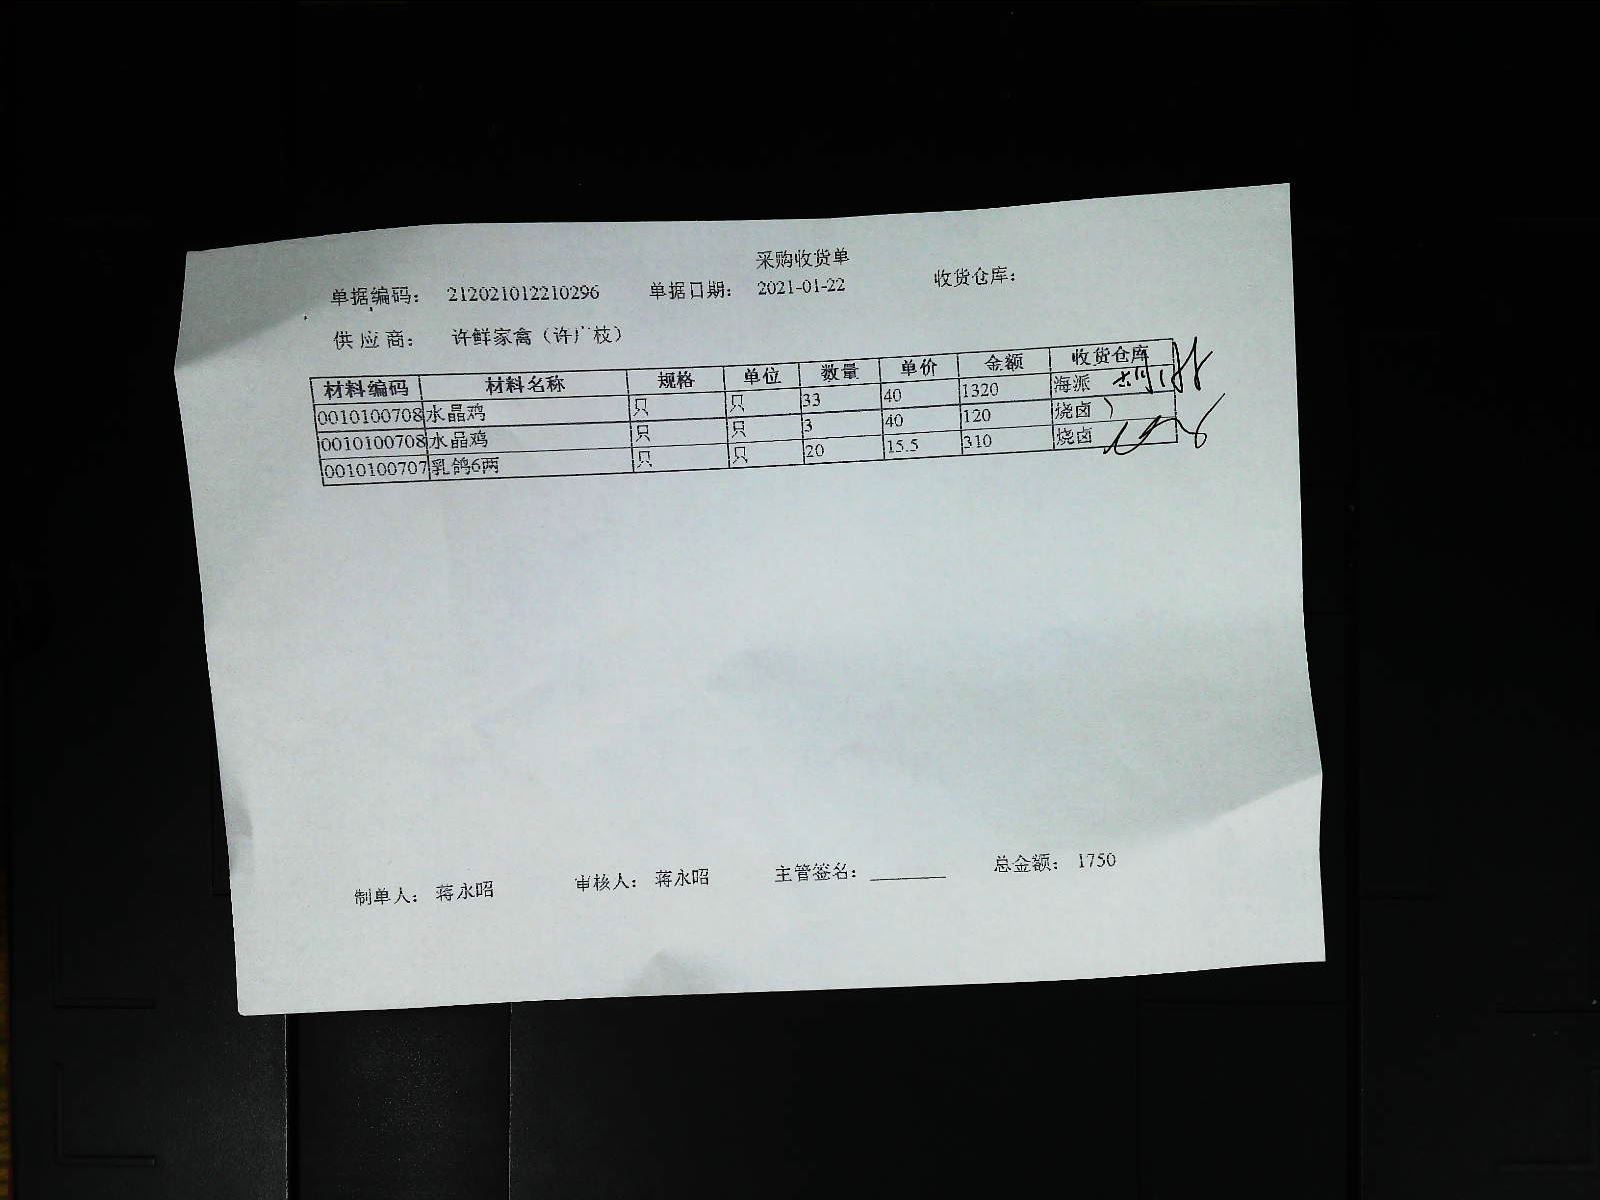 采购收货单
单据编码： 212021012210296 单据日期： 2021-01-22 收货仓库：
供 应 商： 许鲜家禽（许广枝）
材料编码 材料名称 规格 单位 数量 单价 金额 收货仓库
0010100708 水晶鸡 只 只 33 40 1320 海派
0010100708 水晶鸡 只 只 3 40 120 烧卤
0010100707 乳鸽6两 只 只 20 15.5 310 烧卤
制单人： 蒋永昭 审核人： 蒋永昭 主管签名： 总金额： 1750